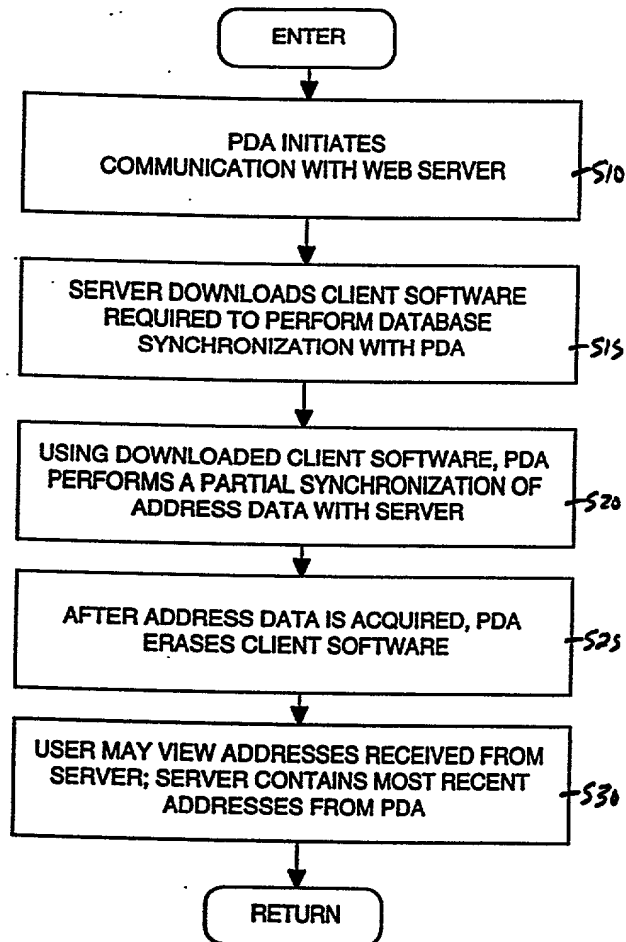 ENTER
PDA INITIATES
COMMUNICATION WITH WEB SERVER
S10
SERVER DOWNLOADS CLIENT SOFTWARE
REQUIRED TO PERFORM DATABASE
SYNCHRONIZATION WITH PDA
S15
USING DOWNLOADED CLIENT SOFTWARE, PDA
PERFORMS A PARTIAL SYNCHRONIZATION OF
ADDRESS DATA WITH SERVER
S20
AFTER ADDRESS DATA IS ACQUIRED, PDA
ERASES CLIENT SOFTWARE
S25
USER MAY VIEW ADDRESSES RECEIVED FROM
SERVER; SERVER CONTAINS MOST RECENT
ADDRESSES FROM PDA
S30
RETURN